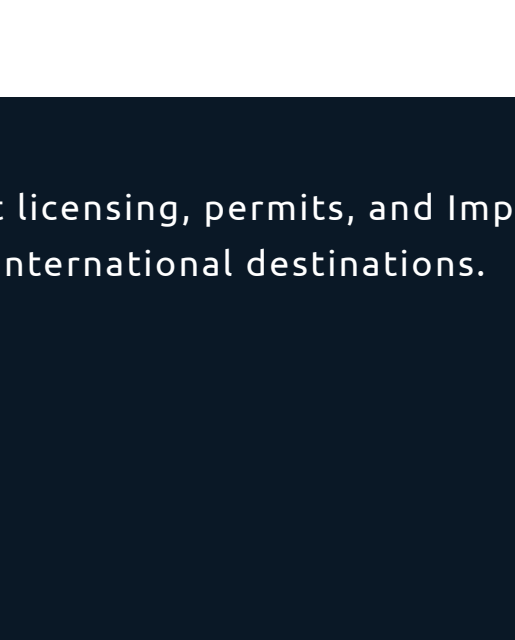 t licensing, permits, and Imp
nternational destinations.